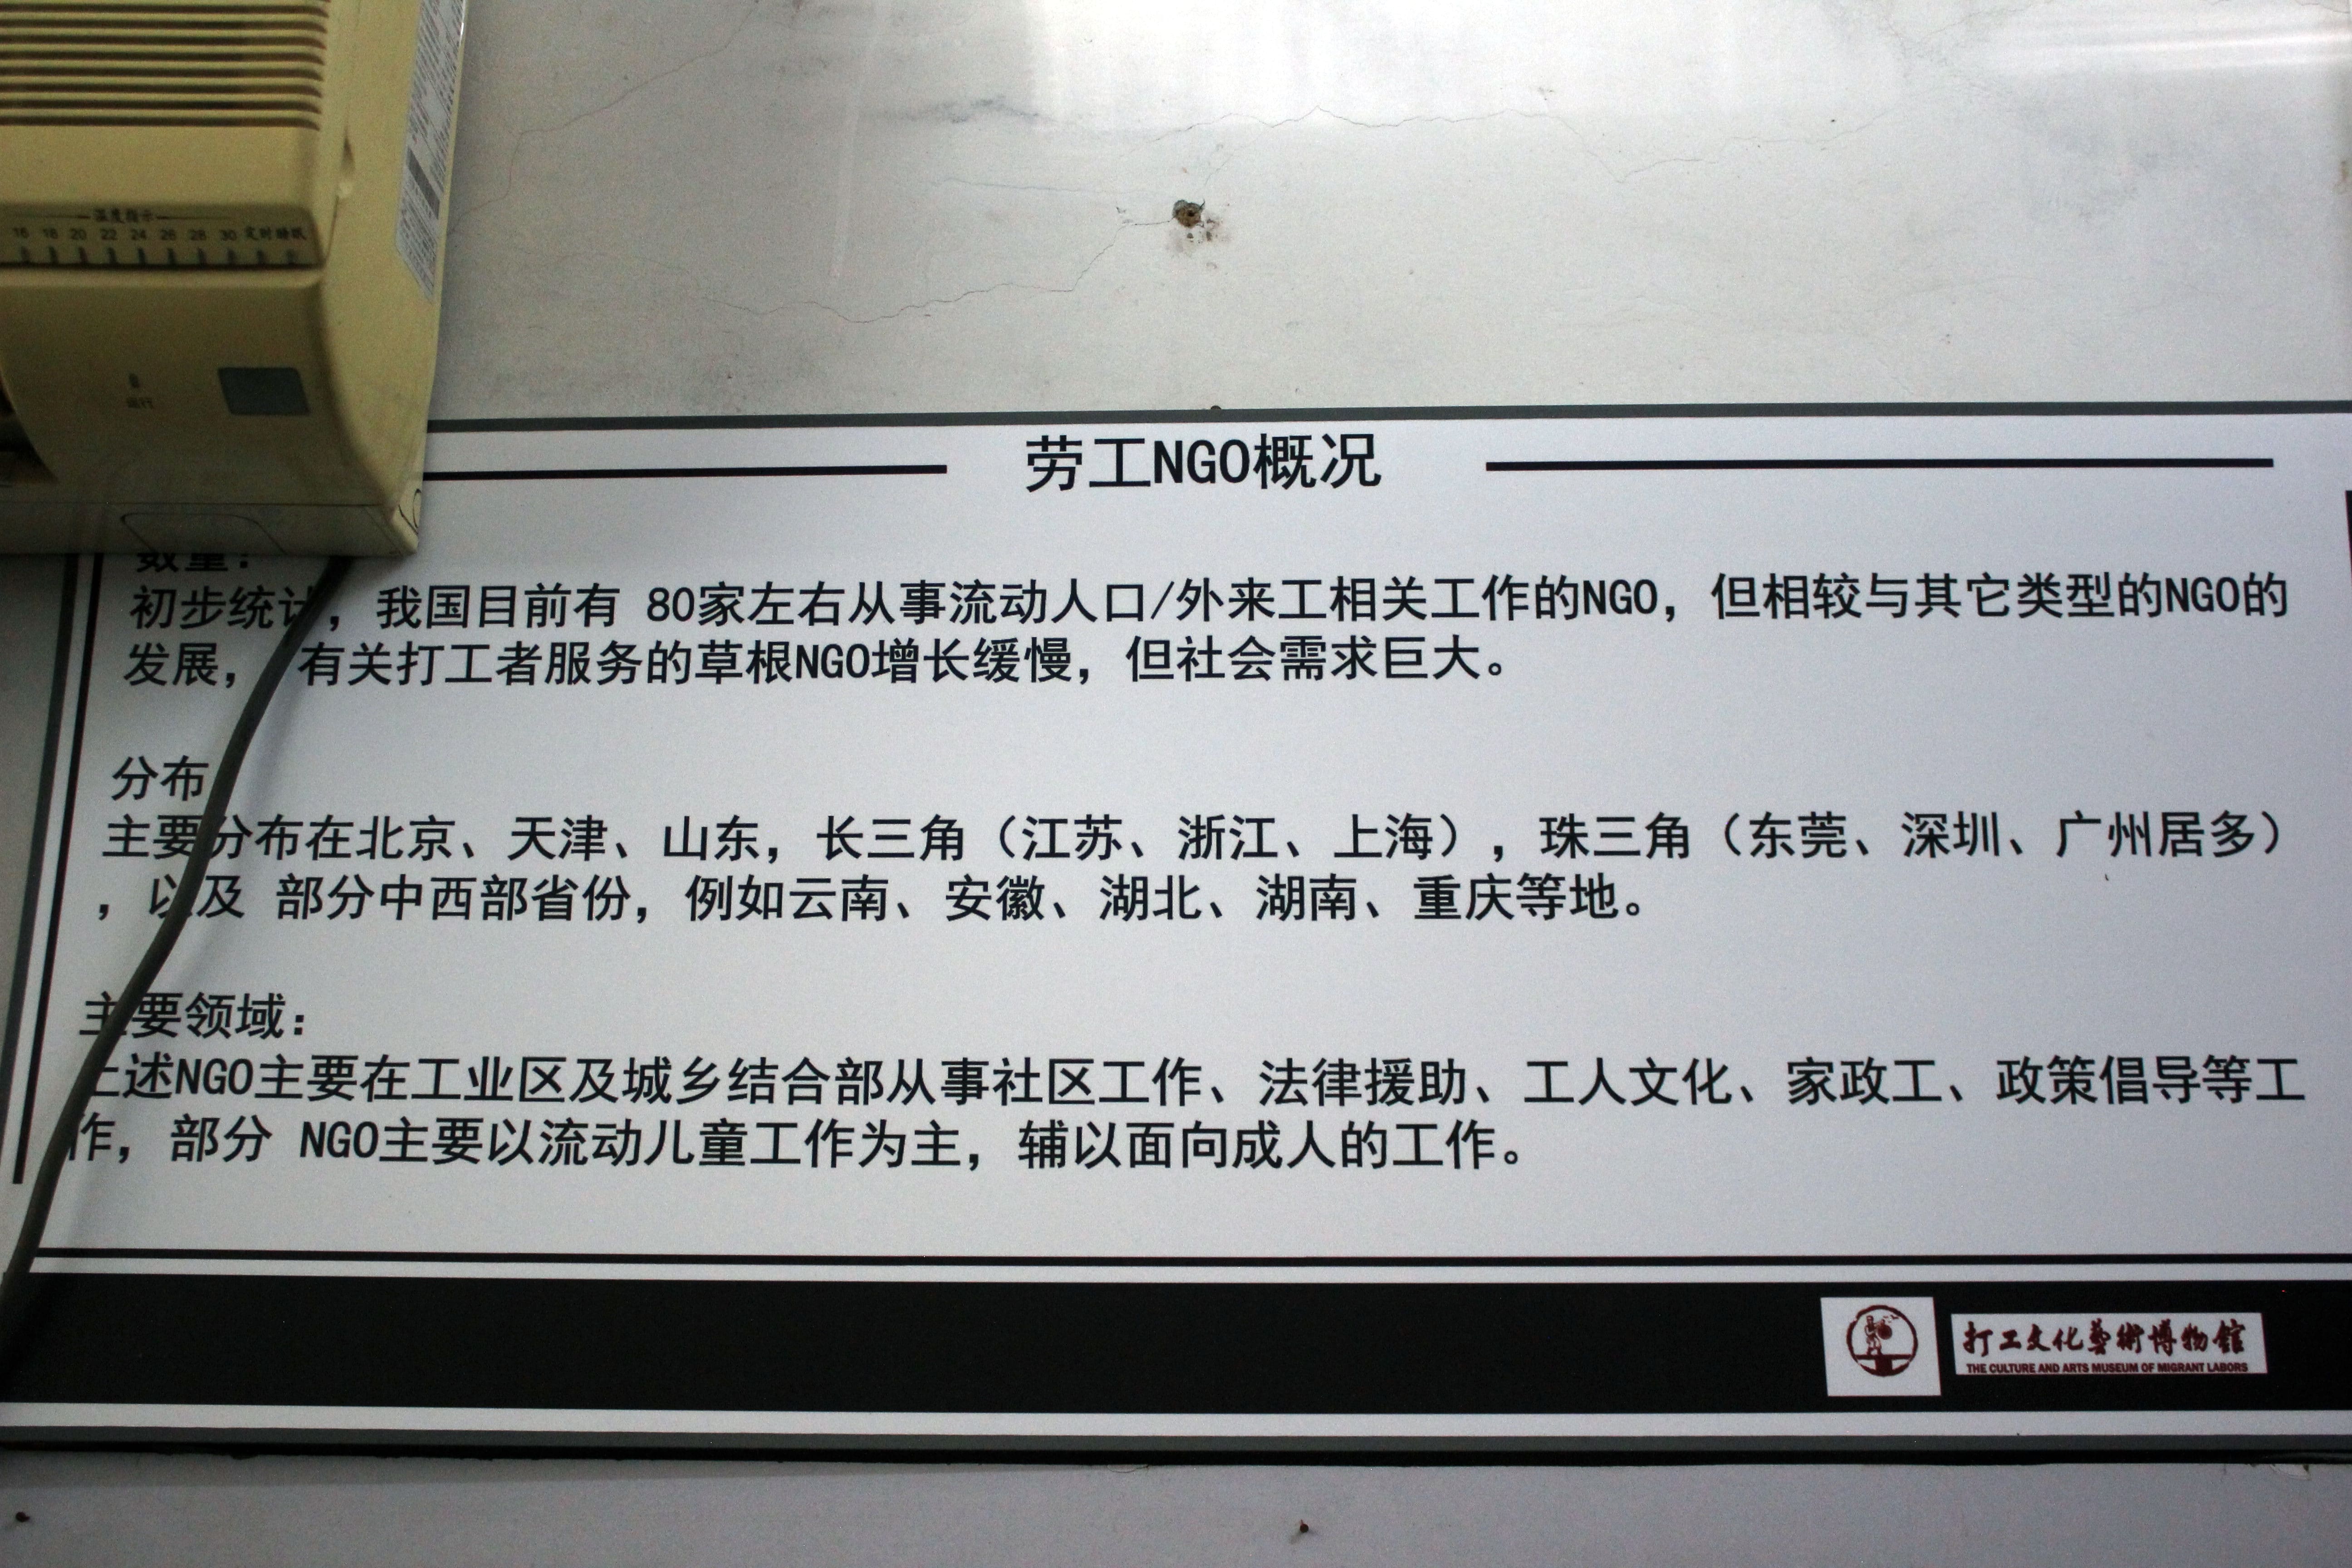 温度指示
16 18 20 22 24 26 28 30 定时 睡眠
运行
劳工NGO概况
数量：
初步统计，我国目前有 80家左右从事流动人口/外来工相关工作的NGO，但相较与其它类型的NGO的
发展， 有关打工者服务的草根NGO增长缓慢，但社会需求巨大。
分布
主要分布在北京、天津、山东，长三角（江苏、浙江、上海），珠三角（东莞、深圳、广州居多）
，以及 部分中西部省份，例如云南、安徽、湖北、湖南、重庆等地。
主要领域：
上述NGO主要在工业区及城乡结合部从事社区工作、法律援助、工人文化、家政工、政策倡导等工
作，部分 NGO主要以流动儿童工作为主，辅以面向成人的工作。
打工文化藝術博物館
THE CULTURE AND ARTS MUSEUM OF MIGRANT LABORS